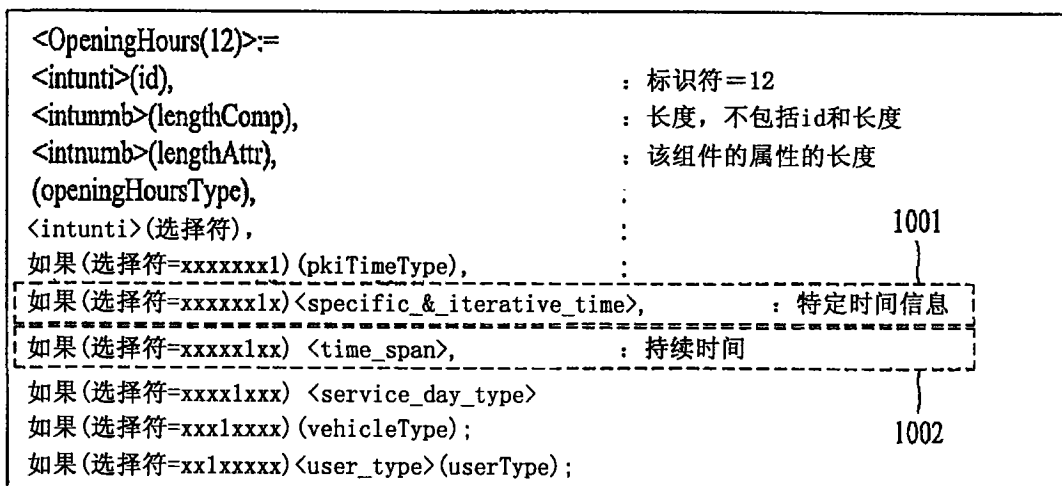 <OpeningHours(12)>:=
<intunti>(id), : 标识符=12
<intunmb>(lengthComp), : 长度，不包括id和长度
<intnumb>(lengthAttr), : 该组件的属性的长度
(openingHoursType), :
<intunti>(选择符), : 1001
如果(选择符=xxxxxxx1)(pkiTimeType), :
如果(选择符=xxxxxx1x)<specific_&_iterative_time>, : 特定时间信息
如果(选择符=xxxxx1xx) <time_span>, : 持续时间
如果(选择符=xxxx1xxx) <service_day_type>
如果(选择符=xxx1xxxx)(vehicleType); 1002
如果(选择符=xx1xxxxx)<user_type>(userType);